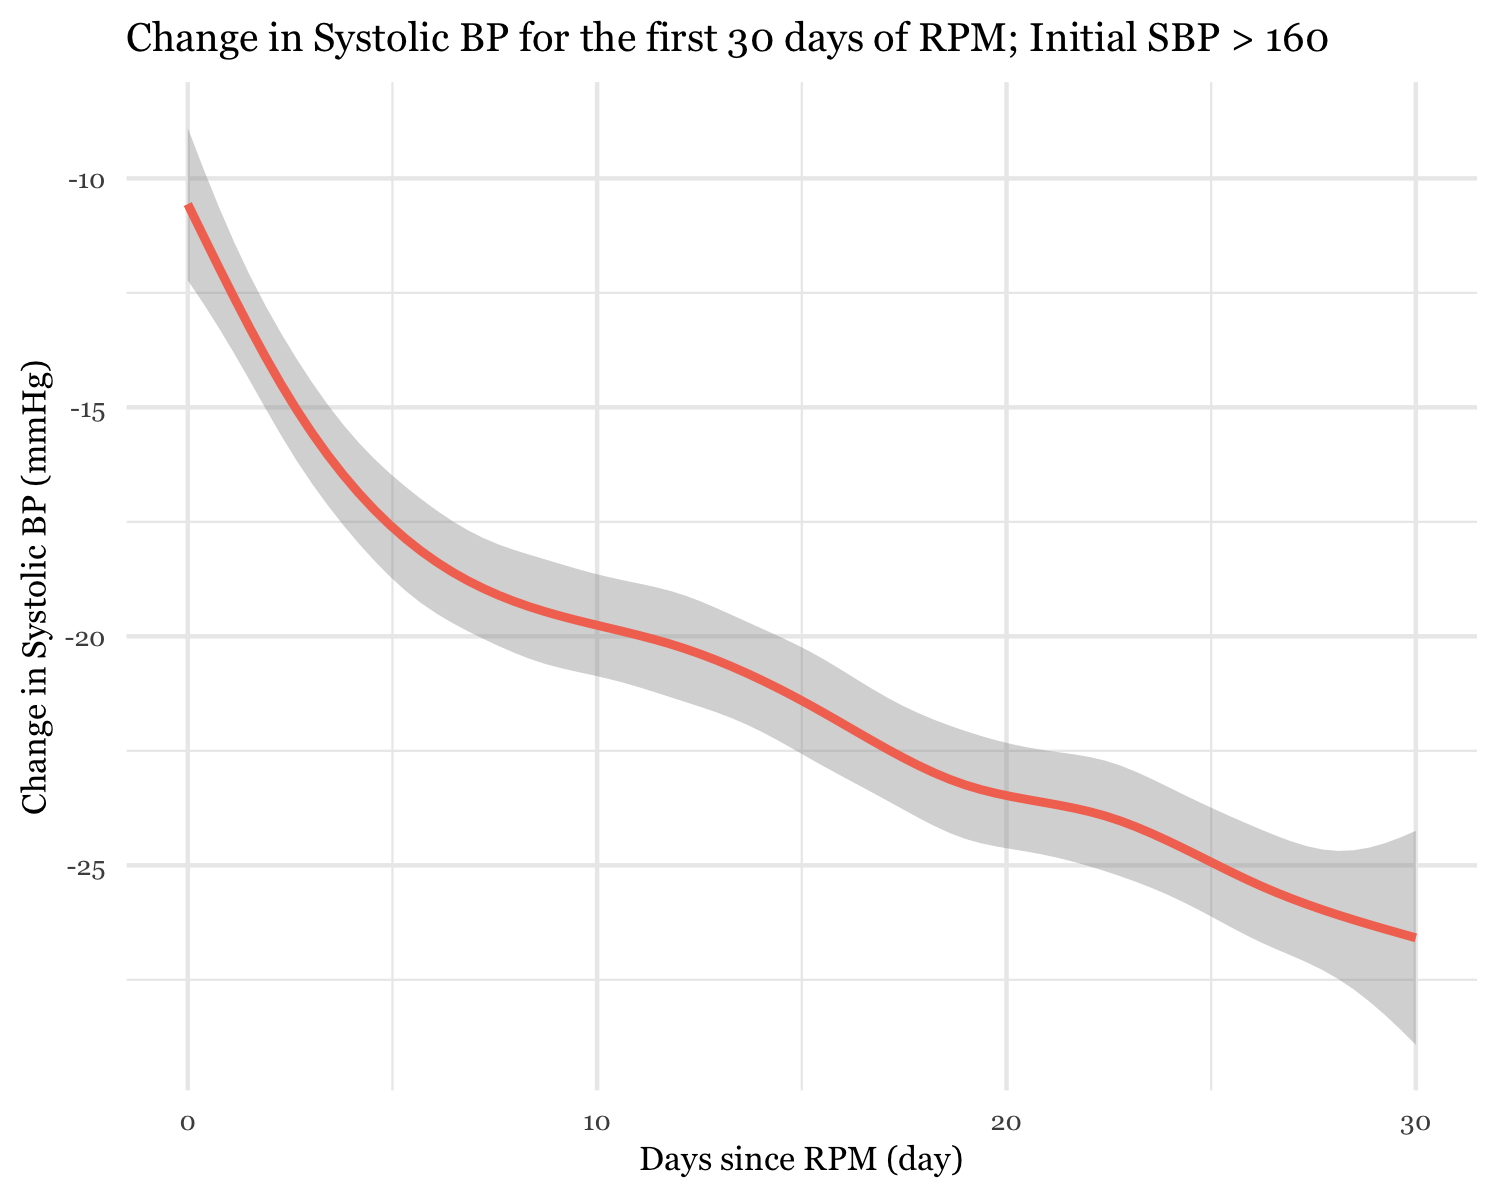 Change in Systolic BP for the first 30 days of RPM; Initial SBP > 160
Change in Systolic BP (mmHg)
-10
-15
-20
-25
0 10 20 30
Days since RPM (day)